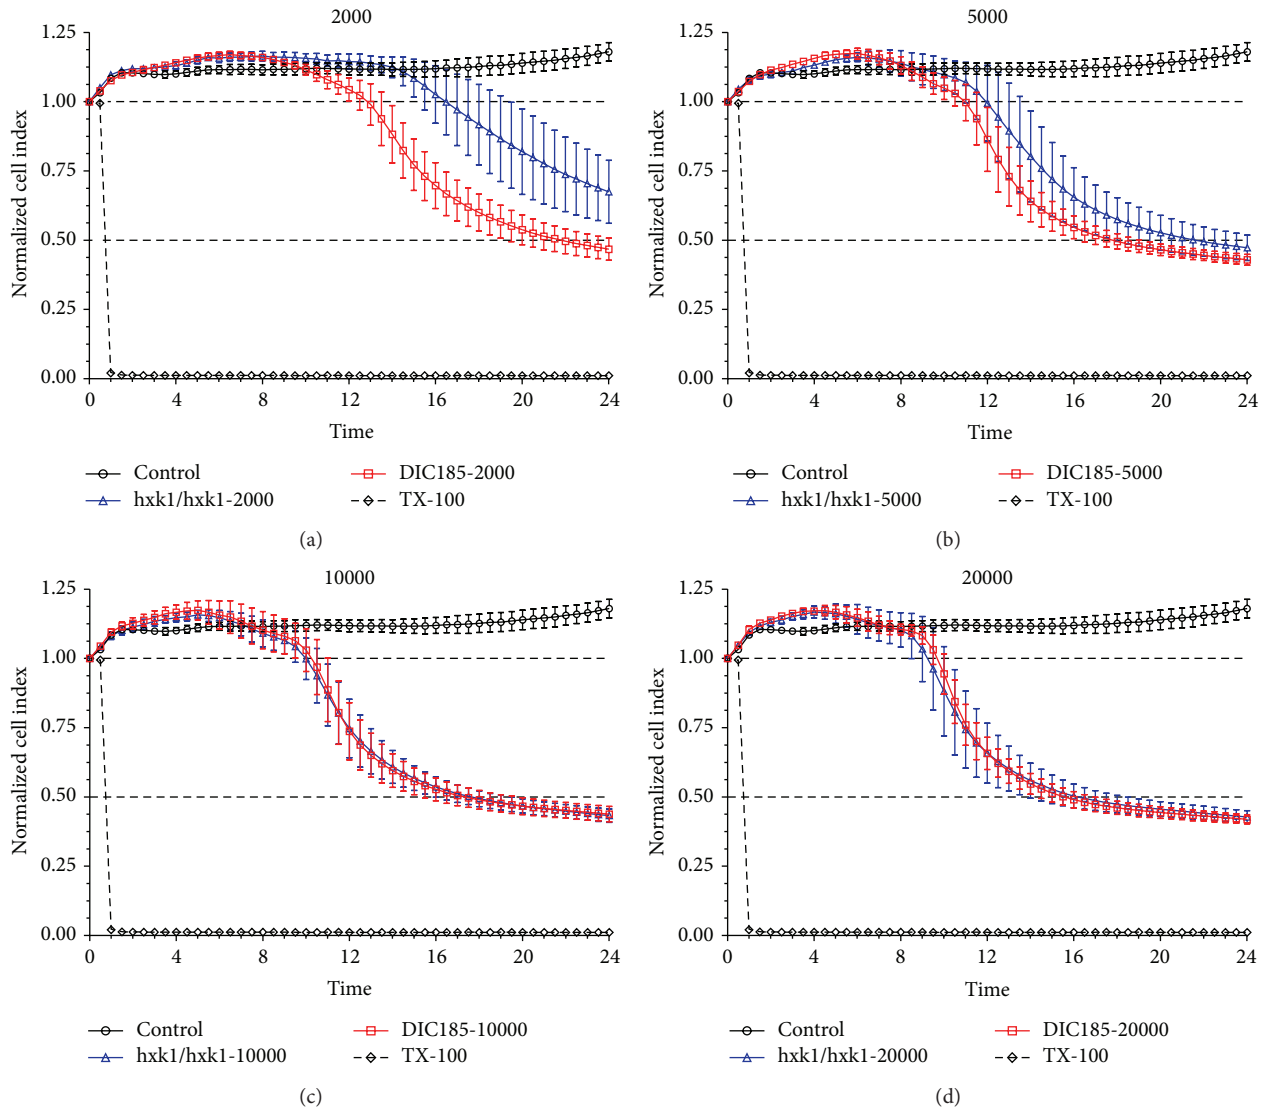 2000
Normalized cell index
1.25
1.00
0.75
0.50
0.25
0.00
0 4 8 12 16 20 24
Time
Control DIC185-2000
hxk1/hxk1-2000 TX-100
(a)
5000
Normalized cell index
1.25
1.00
0.75
0.50
0.25
0.00
0 4 8 12 16 20 24
Time
Control DIC185-5000
hxk1/hxk1-5000 TX-100
(b)
10000
Normalized cell index
1.25
1.00
0.75
0.50
0.25
0.00
0 4 8 12 16 20 24
Time
Control DIC185-10000
hxk1/hxk1-10000 TX-100
(c)
20000
Normalized cell index
1.25
1.00
0.75
0.50
0.25
0.00
0 4 8 12 16 20 24
Time
Control DIC185-20000
hxk1/hxk1-20000 TX-100
(d)